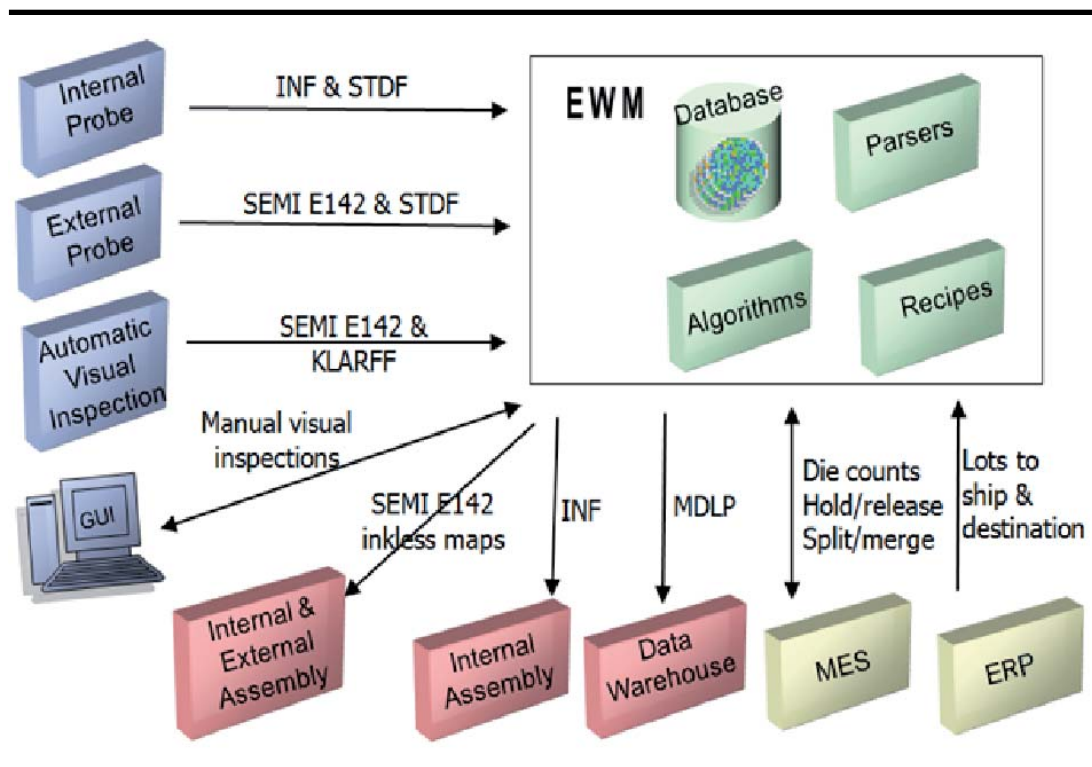 Internal
Probe
INF & STDF
EWM
Database
Parsers
External
Probe
SEMI E142 & STDF
Algorithms
Recipes
Automatic
Visual
Inspection
SEMI E142 &
KLARFF
Manual visual
inspections
GUI
SEMI E142
inkless maps
INF
MDLP
Die counts
Hold/release
Split/merge
Lots to
ship &
destination
Internal &
External
Assembly
Internal
Assembly
Data
Warehouse
MES
ERP